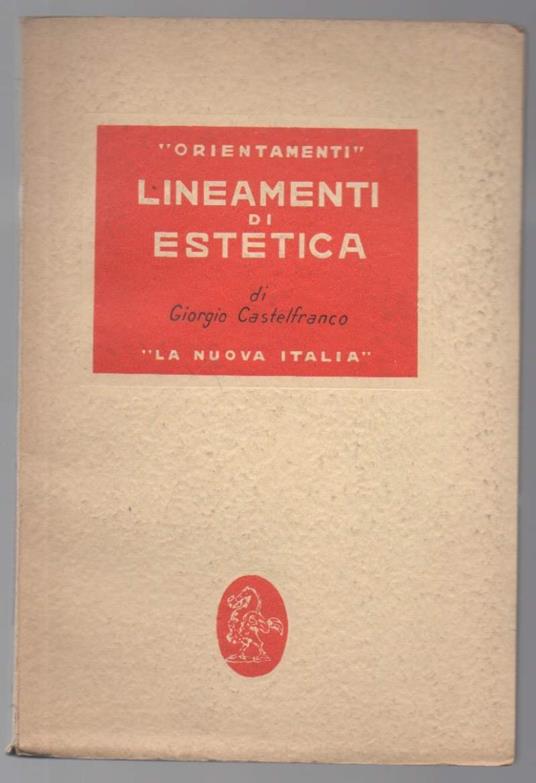 "ORIENTAMENTI"
LINEAMENTI
DI
ESTETICA
di
Giorgio Castelfranco
"LA NUOVA ITALIA"